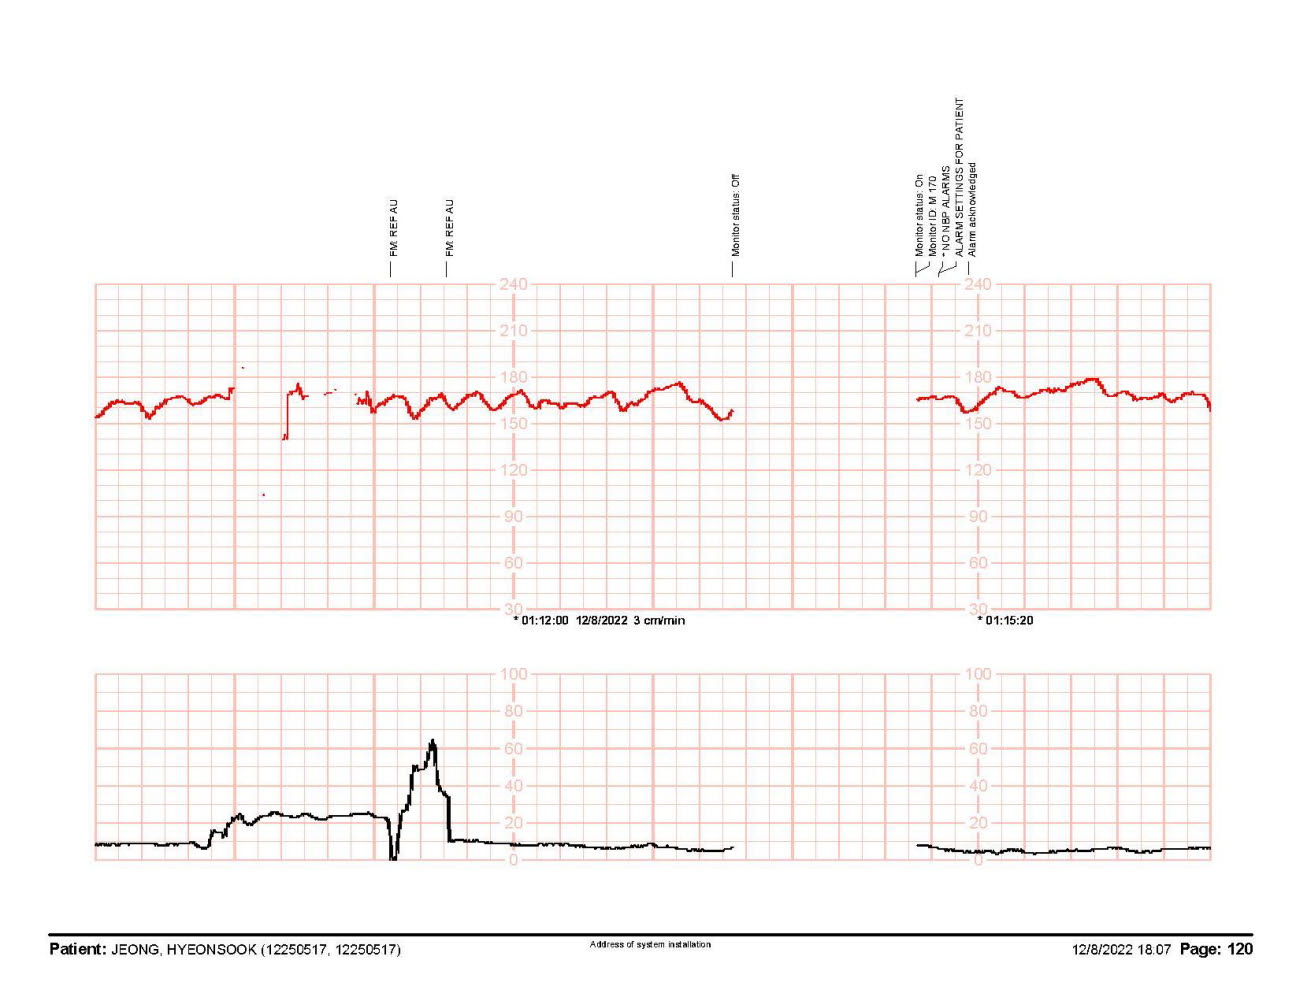 FM: REF AU
FM: REF AU
Monitor status: Off
Monitor status: On
Monitor ID: M 170
* NO NBP ALARMS
ALARM SETTINGS FOR PATIENT
Alarm acknowledged
240 240
210 210
180 180
150 150
120 120
90 90
60 60
30 30
* 01:12:00 12/8/2022 3 cm/min * 01:15:20
100 100
80 80
60 60
40 40
20 20
0 0
Patient: JEONG, HYEONSOOK (12250517, 12250517) Address of system installation 12/8/2022 18:07 Page: 120